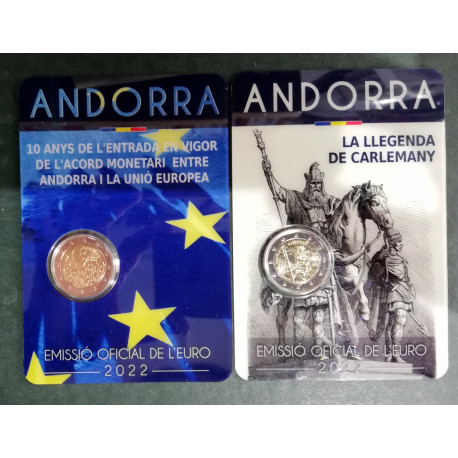 ANDORRA
10 ANYS DE L'ENTRADA EN VIGOR
DE L'ACORD MONETARI ENTRE
ANDORRA I LA UNIÓ EUROPEA
EMISSIÓ OFICIAL DE L'EURO
2022
ANDORRA
LA LLEGENDA
DE CARLEMANY
EMISSIÓ OFICIAL DE L'EURO
2022